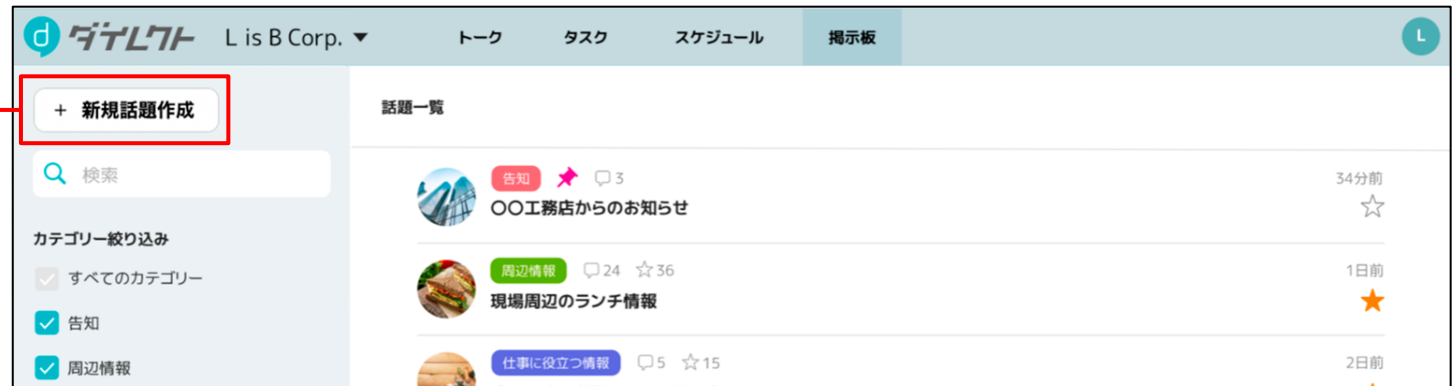 ダイレクト L is B Corp. トーク タスク スケジュール 掲示板 L
+ 新規話題作成
検索
カテゴリー絞り込み
すべてのカテゴリー
告知
周辺情報
話題一覧
告知 3 34分前
〇〇工務店からのお知らせ
周辺情報 24 36 1日前
現場周辺のランチ情報
仕事に役立つ情報 5 15 2日前